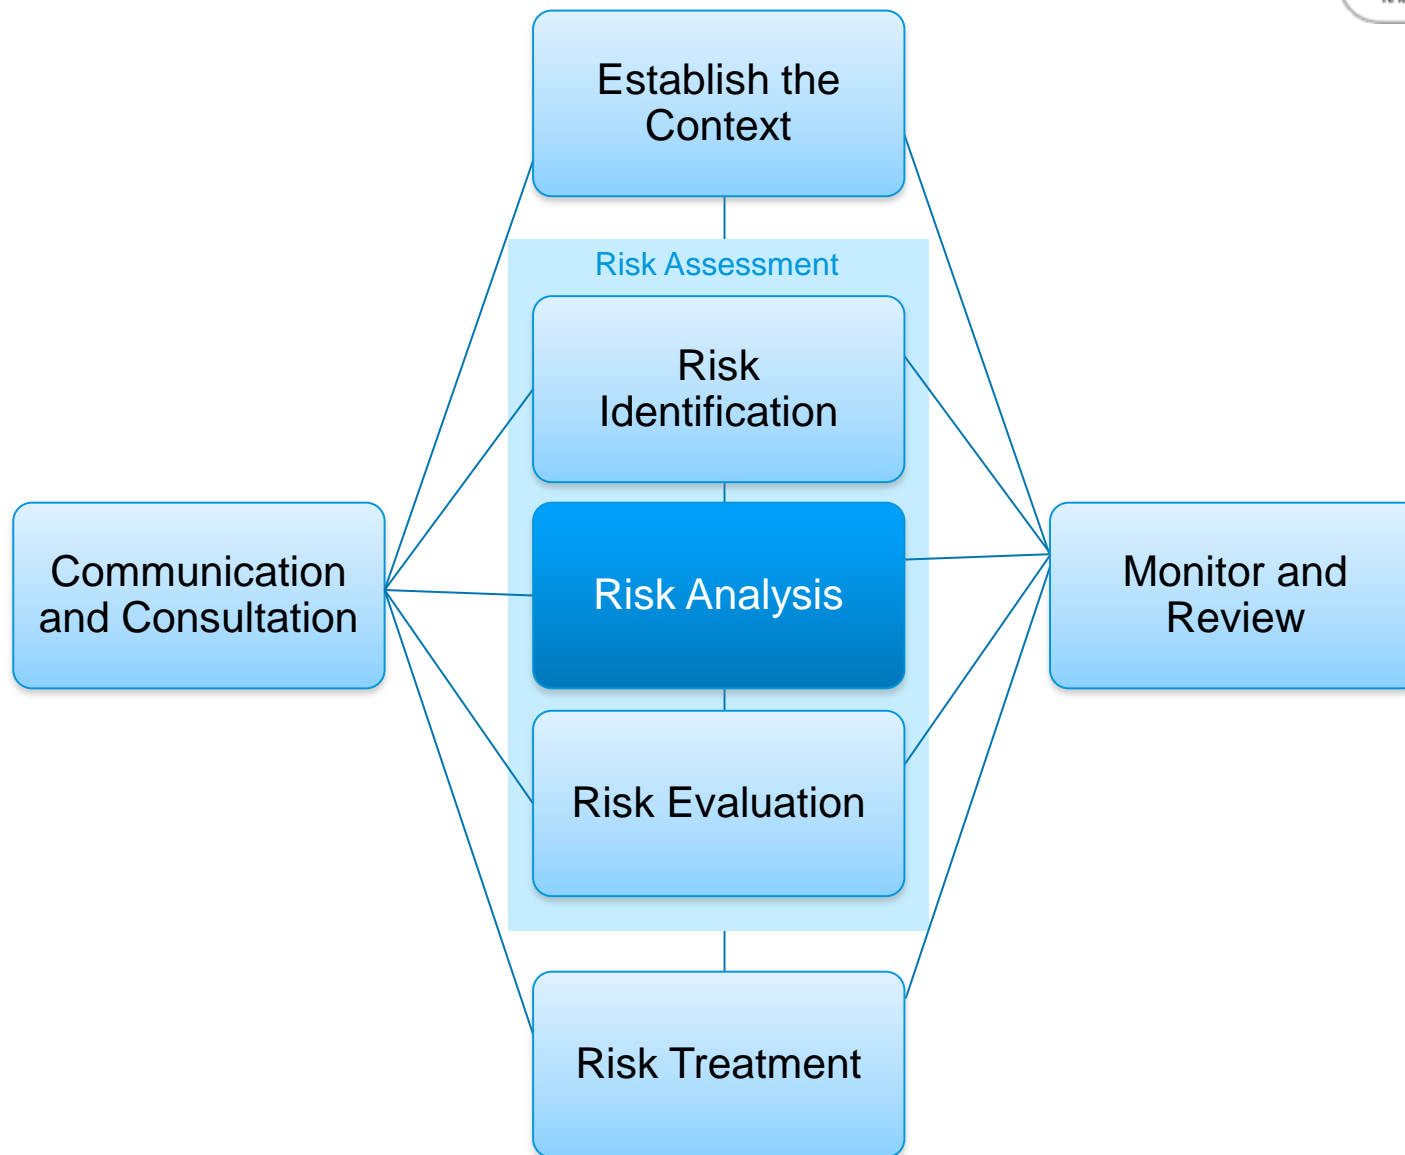 Establish the
Context
Risk Assessment
Risk
Identification
Communication
and Consultation
Risk Analysis
Monitor and
Review
Risk Evaluation
Risk Treatment